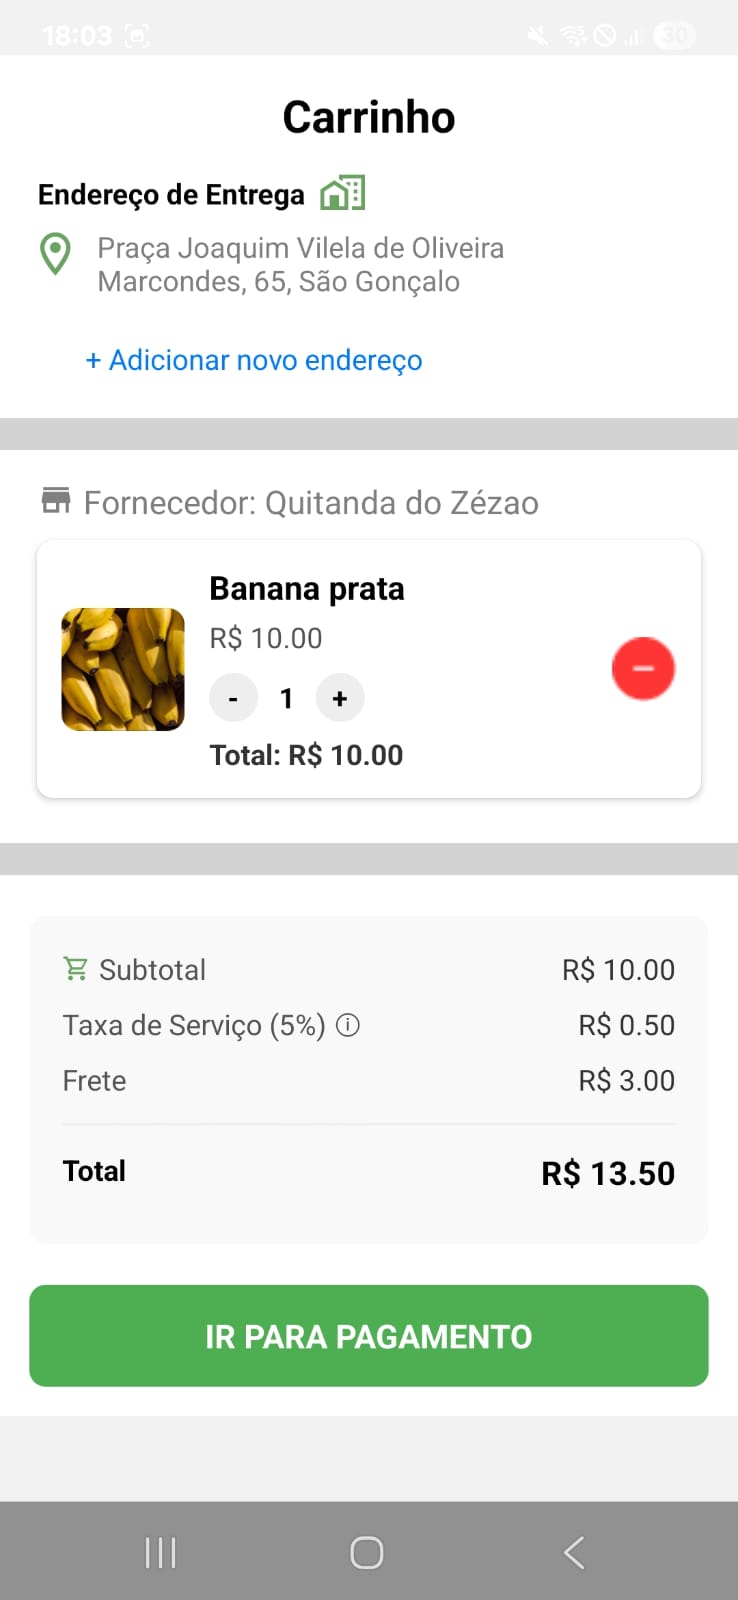 18:03
30
Carrinho
Endereço de Entrega
Praça Joaquim Vilela de Oliveira
Marcondes, 65, São Gonçalo
+ Adicionar novo endereço
Fornecedor: Quitanda do Zézao
Banana prata
R$ 10.00
- 1 +
Total: R$ 10.00
Subtotal R$ 10.00
Taxa de Serviço (5%) R$ 0.50
Frete R$ 3.00
Total R$ 13.50
IR PARA PAGAMENTO